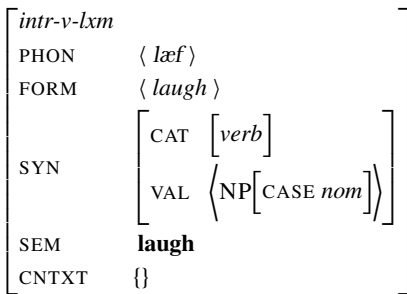 intr-v-lxm
PHON ⟨ læf ⟩
FORM ⟨ laugh ⟩
SYN [CAT [verb]
VAL ⟨NP[CASE nom]⟩]
SEM laugh
CNTXT {}